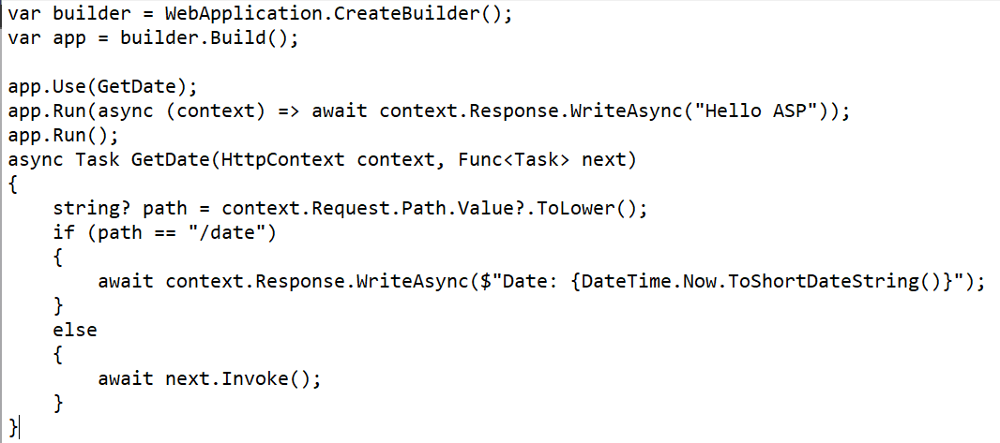 var builder = WebApplication.CreateBuilder();
var app = builder.Build();

app.Use(GetDate);
app.Run(async (context) => await context.Response.WriteAsync("Hello ASP"));
app.Run();
async Task GetDate(HttpContext context, Func<Task> next)
{
    string? path = context.Request.Path.Value?.ToLower();
    if (path == "/date")
    {
        await context.Response.WriteAsync($"Date: {DateTime.Now.ToShortDateString()}");
    }
    else
    {
        await next.Invoke();
    }
}